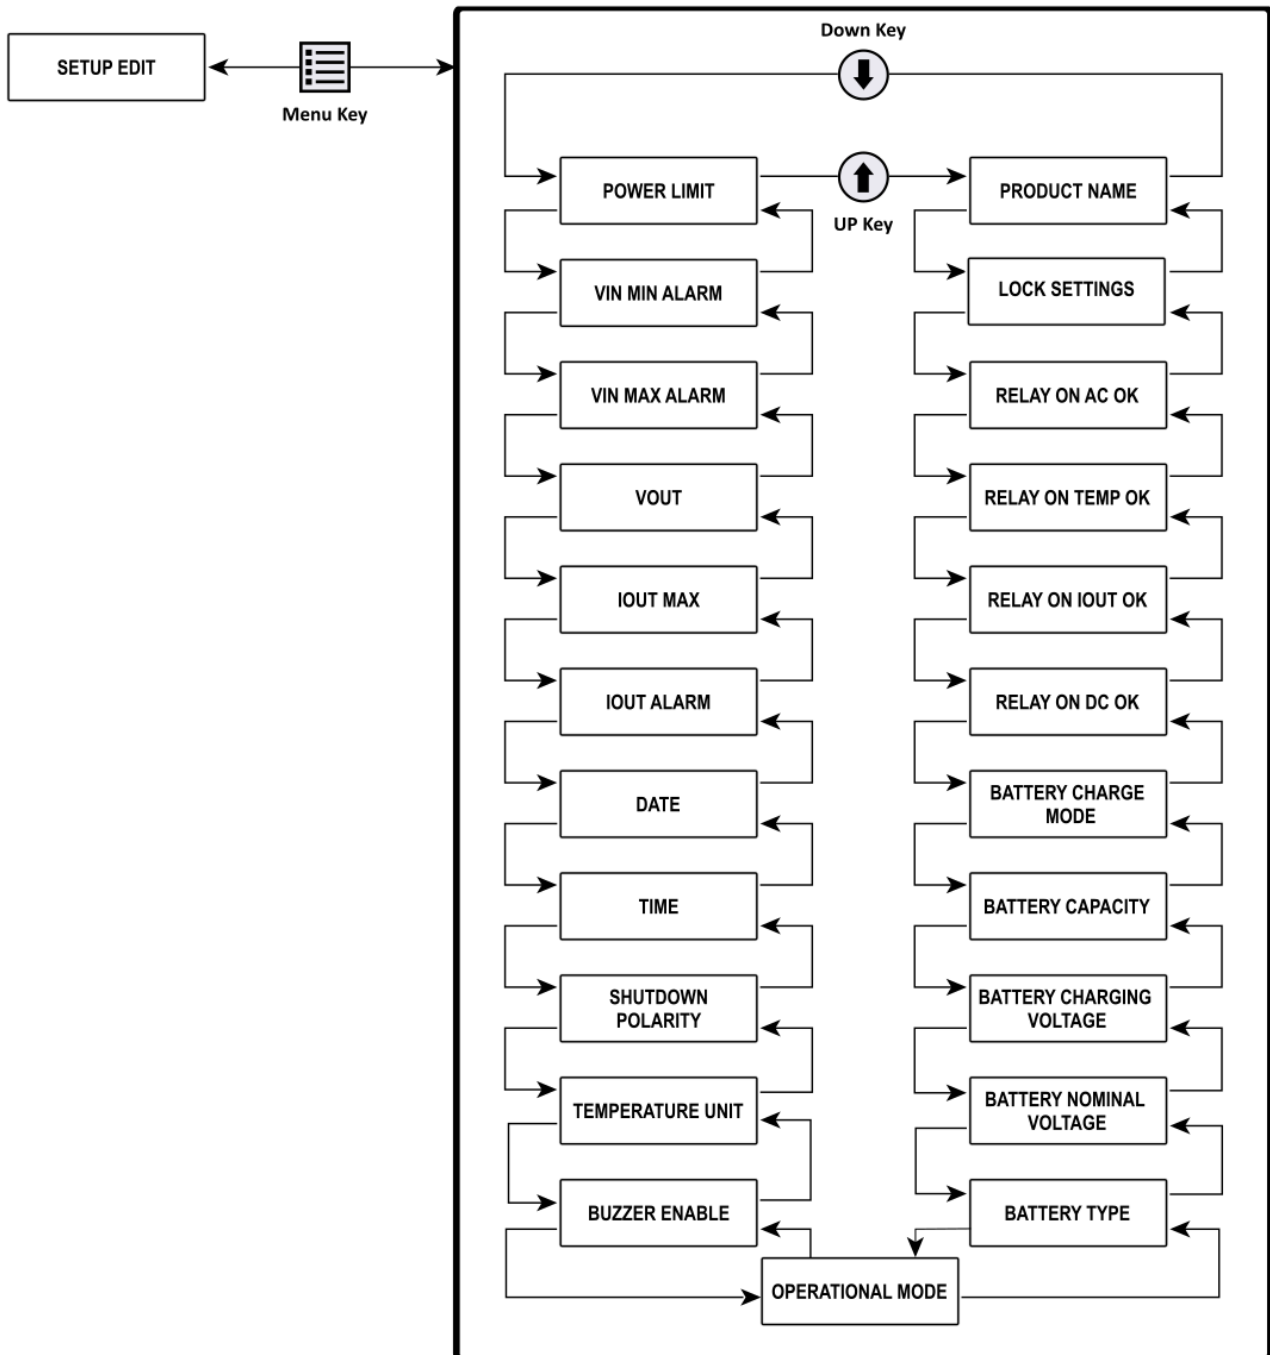 Down Key
SETUP EDIT
Menu Key
POWER LIMIT
UP Key
PRODUCT NAME
VIN MIN ALARM
LOCK SETTINGS
VIN MAX ALARM
RELAY ON AC OK
VOUT
RELAY ON TEMP OK
IOUT MAX
RELAY ON IOUT OK
IOUT ALARM
RELAY ON DC OK
DATE
BATTERY CHARGE
MODE
TIME
BATTERY CAPACITY
SHUTDOWN
POLARITY
BATTERY CHARGING
VOLTAGE
TEMPERATURE UNIT
BATTERY NOMINAL
VOLTAGE
BUZZER ENABLE
BATTERY TYPE
OPERATIONAL MODE